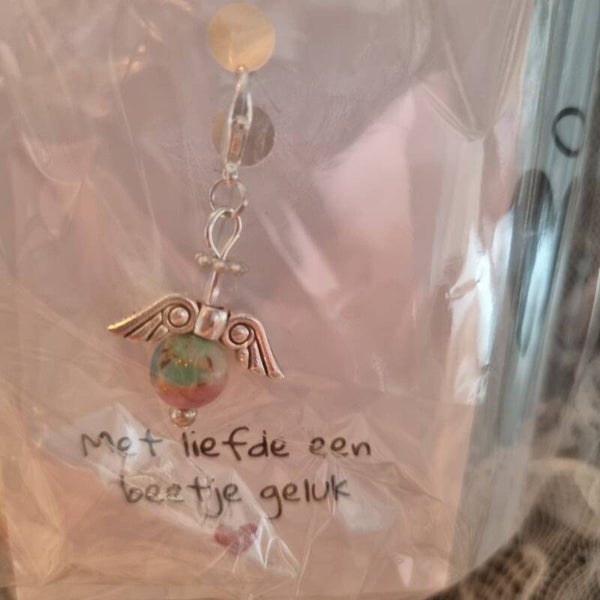 Met liefde een
beetje geluk